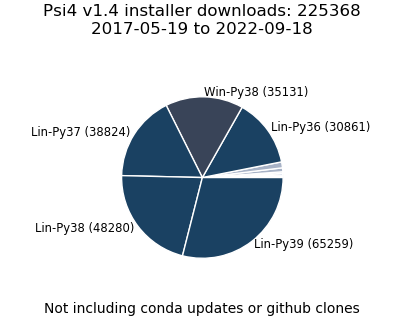 Psi4 v1.4 installer downloads: 225368
2017-05-19 to 2022-09-18
Win-Py38 (35131)
Lin-Py36 (30861)
Lin-Py37 (38824)
Lin-Py38 (48280)
Lin-Py39 (65259)
Not including conda updates or github clones